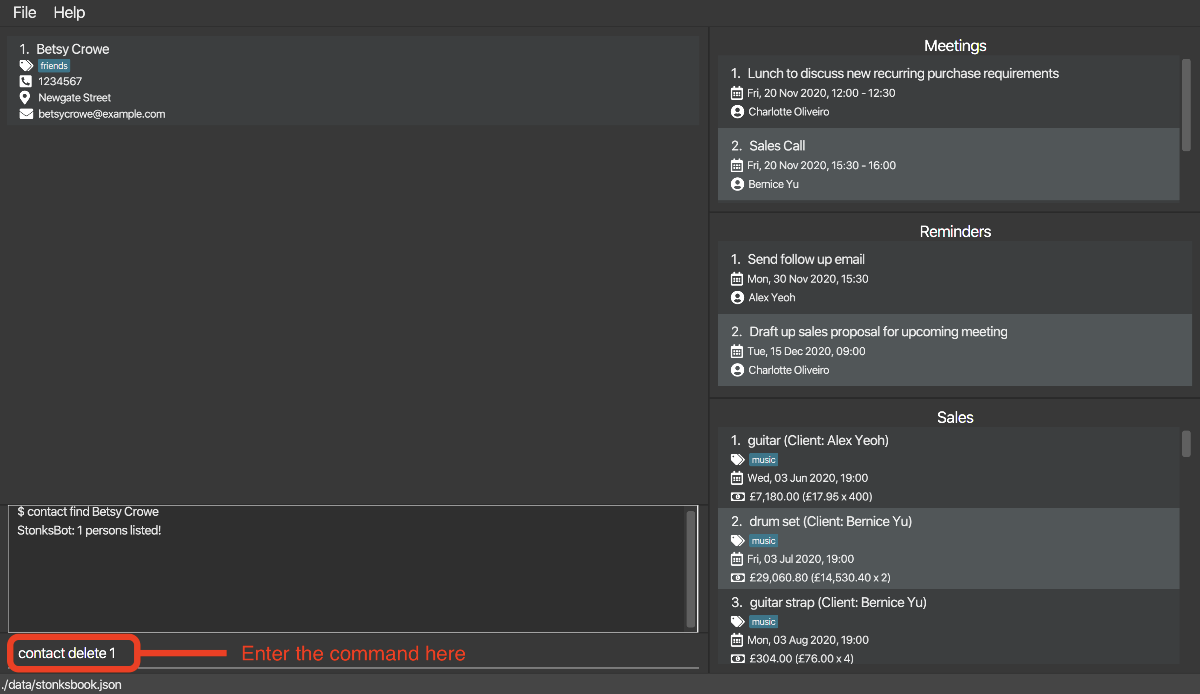 File Help
1. Betsy Crowe
friends
1234567
Newgate Street
betsycrowe@example.com
$ contact find Betsy Crowe
StonksBot: 1 persons listed!
contact delete 1
Enter the command here
./data/stonksbook.json
Meetings
1. Lunch to discuss new recurring purchase requirements
Fri, 20 Nov 2020, 12:00 - 12:30
Charlotte Oliveiro
2. Sales Call
Fri, 20 Nov 2020, 15:30 - 16:00
Bernice Yu
Reminders
1. Send follow up email
Mon, 30 Nov 2020, 15:30
Alex Yeoh
2. Draft up sales proposal for upcoming meeting
Tue, 15 Dec 2020, 09:00
Charlotte Oliveiro
Sales
1. guitar (Client: Alex Yeoh)
music
Wed, 03 Jun 2020, 19:00
£7,180.00 (£17.95 x 400)
2. drum set (Client: Bernice Yu)
music
Fri, 03 Jul 2020, 19:00
£29,060.80 (£14,530.40 x 2)
3. guitar strap (Client: Bernice Yu)
music
Mon, 03 Aug 2020, 19:00
£304.00 (£76.00 x 4)